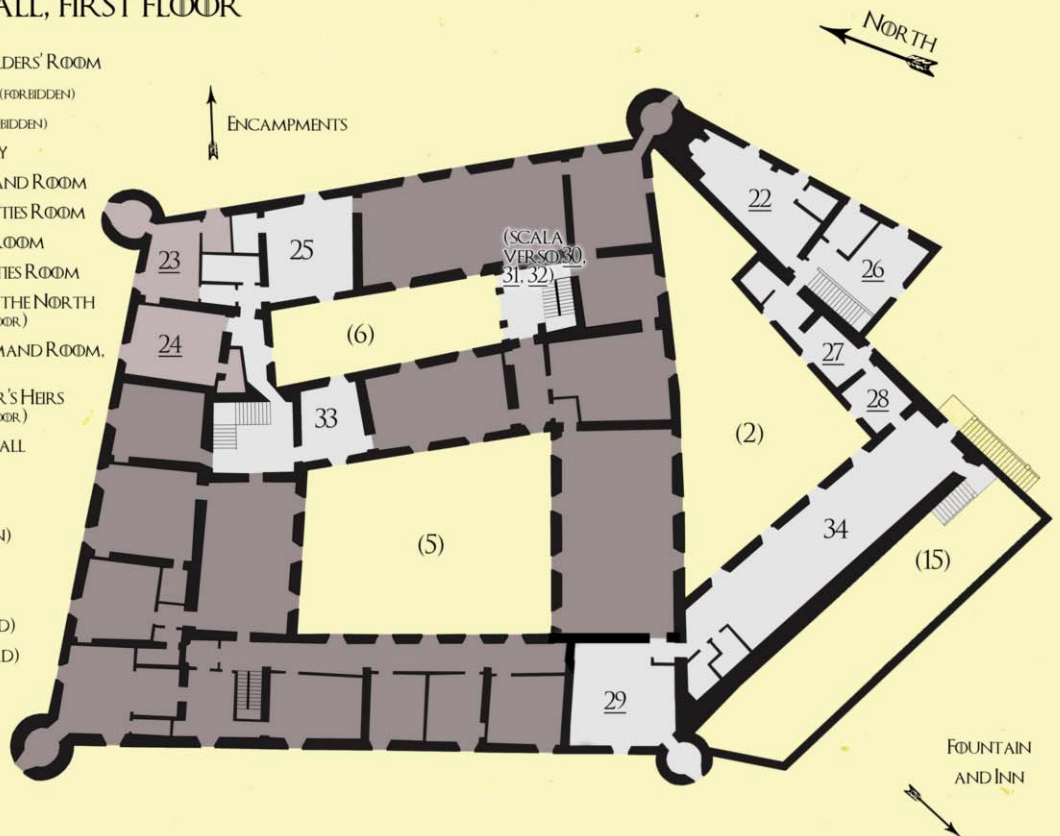 ALL, FIRST FLOOR
LDERS' ROOM
(FORBIDDEN)
BIDDEN)
Y
AND ROOM
TIES ROOM
ROOM
TIES ROOM
THE NORTH
OOR)
MAND ROOM,
R'S HEIRS
OOR)
ALL
N)
D)
D)
NORTH
ENCAMPMENTS
22
23
25
(SCALA
VERSO 30,
31, 32)
26
(6)
24
27
28
33
(2)
34
(5)
(15)
29
FOUNTAIN
AND INN